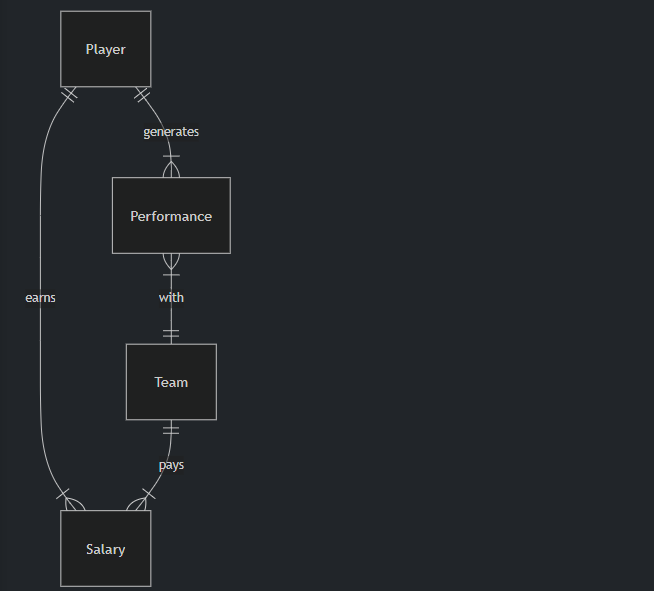 Player
generates
Performance
earns
with
Team
pays
Salary